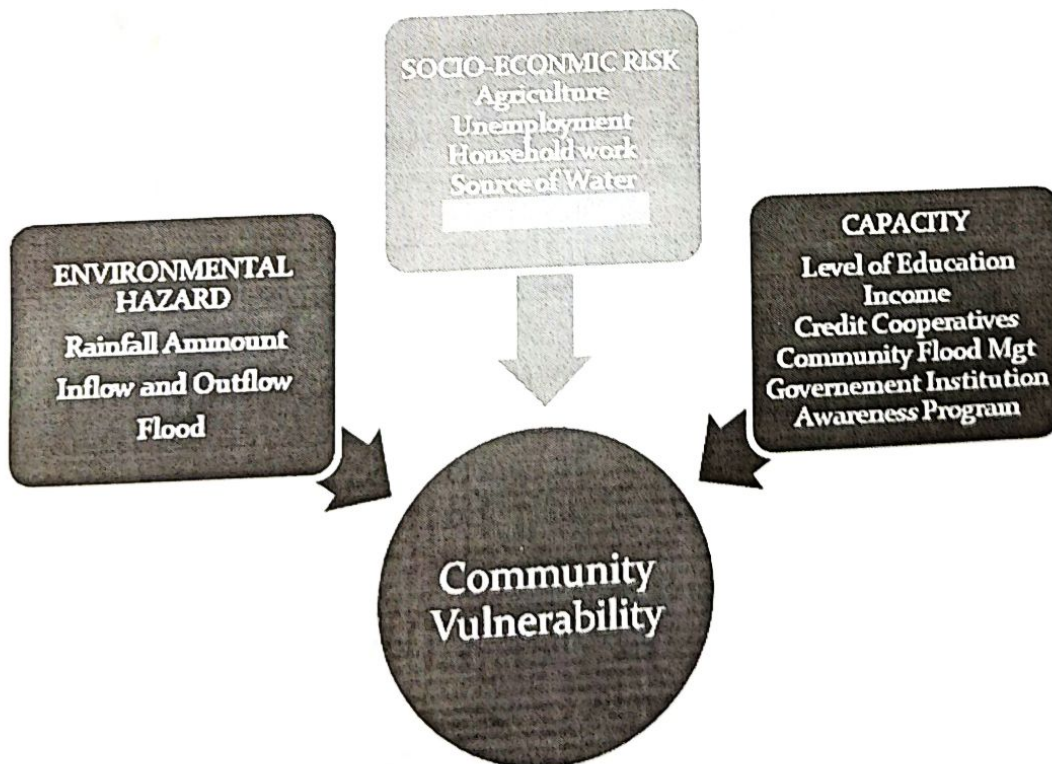 SOCIO-ECONMIC RISK
Agriculture
Unemployment
Household work
Source of Water
ENVIRONMENTAL
HAZARD
Rainfall Ammount
Inflow and Outflow
Flood
CAPACITY
Level of Education
Income
Credit Cooperatives
Community Flood Mgt
Governement Institution
Awareness Program
Community
Vulnerability